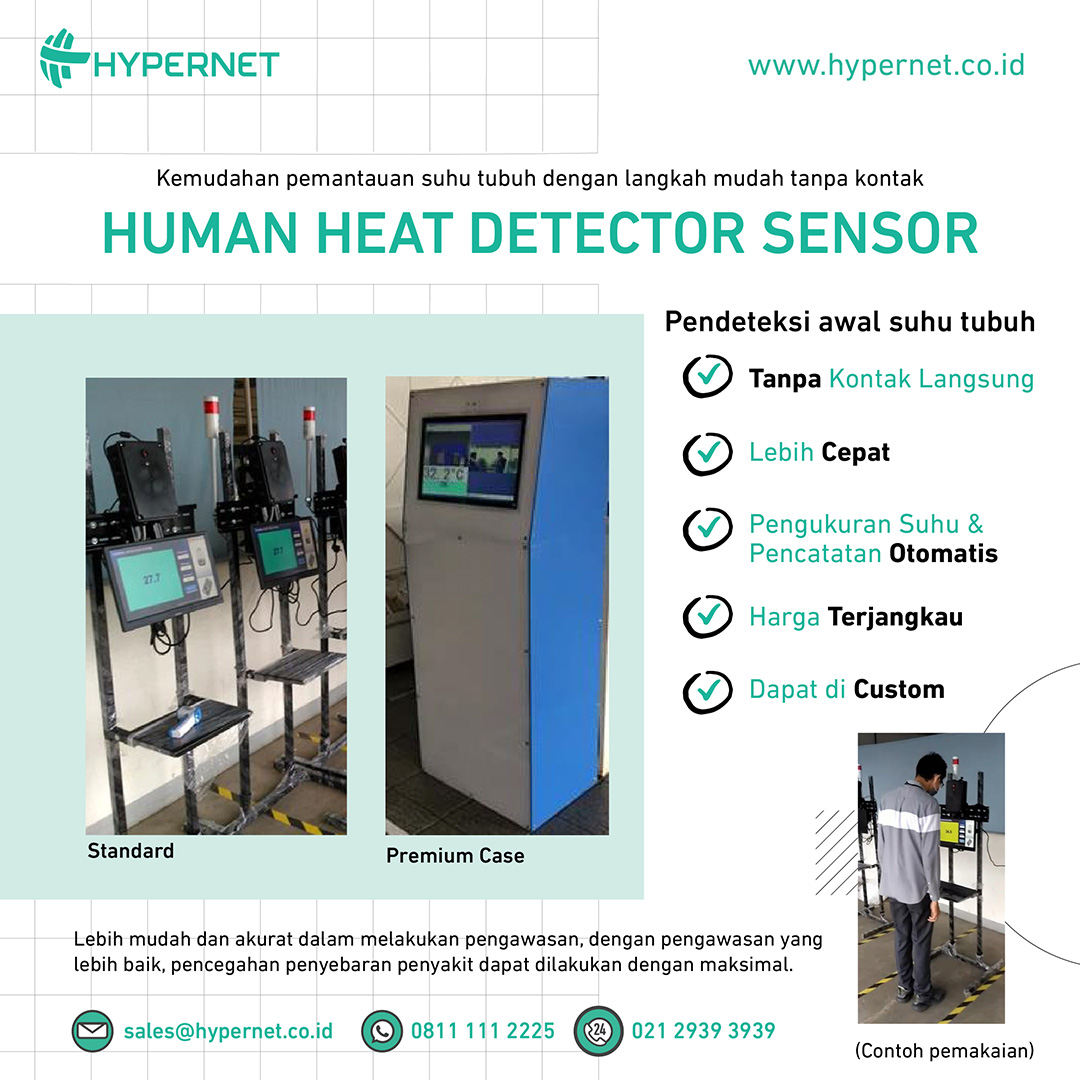 HYPERNET
www.hypernet.co.id
Kemudahan pemantauan suhu tubuh dengan langkah mudah tanpa kontak
HUMAN HEAT DETECTOR SENSOR
Pendeteksi awal suhu tubuh
Tanpa Kontak Langsung
Lebih Cepat
Pengukuran Suhu &
Pencatatan Otomatis
Harga Terjangkau
Dapat di Custom
27.7
27.7
32. 2°C
Standard
Premium Case
Lebih mudah dan akurat dalam melakukan pengawasan, dengan pengawasan yang
lebih baik, pencegahan penyebaran penyakit dapat dilakukan dengan maksimal.
sales@hypernet.co.id
0811 111 2225
24
021 2939 3939
(Contoh pemakaian)